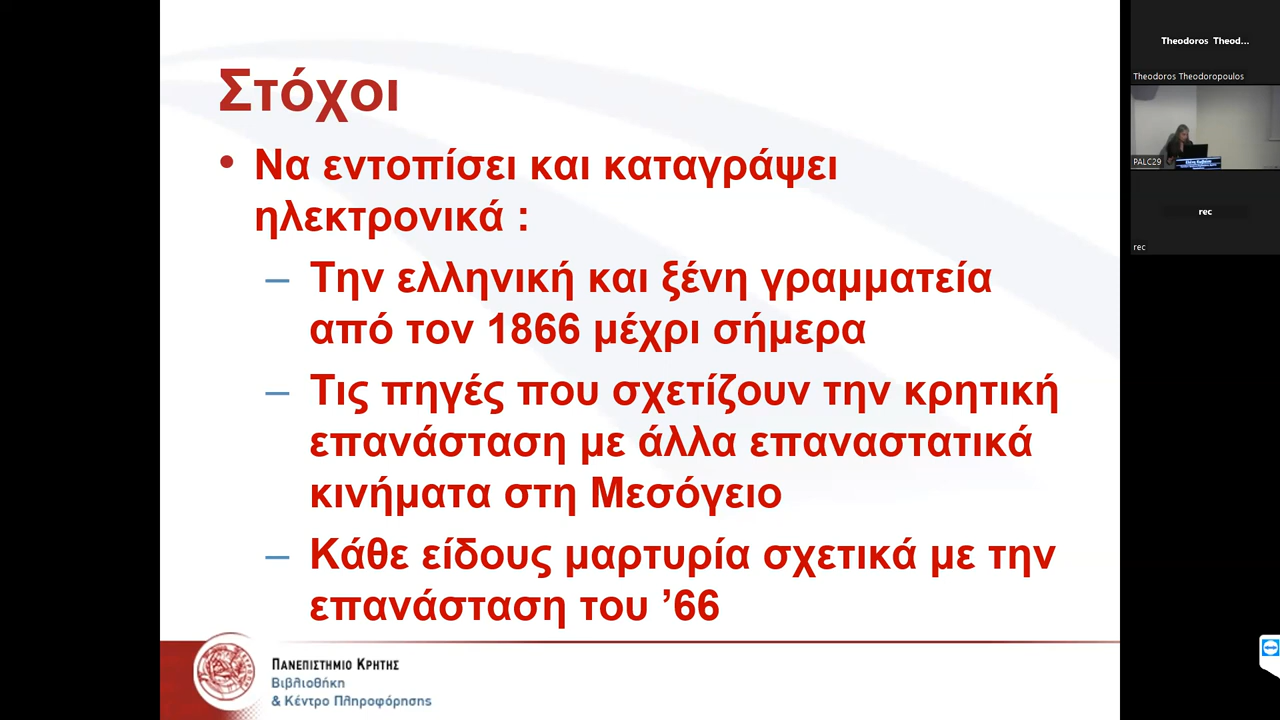 Στόχοι
• Να εντοπίσει και καταγράψει
ηλεκτρονικά :
– Την ελληνική και ξένη γραμματεία
από τον 1866 μέχρι σήμερα
– Τις πηγές που σχετίζουν την κρητική
επανάσταση με άλλα επαναστατικά
κινήματα στη Μεσόγειο
– Κάθε είδους μαρτυρία σχετικά με την
επανάσταση του ’66
ΠΑΝΕΠΙΣΤΗΜΙΟ ΚΡΗΤΗΣ
Βιβλιοθήκη
& Κέντρο Πληροφόρησης
Theodoros Theod...
Theodoros Theodoropoulos
PALC29
rec
rec